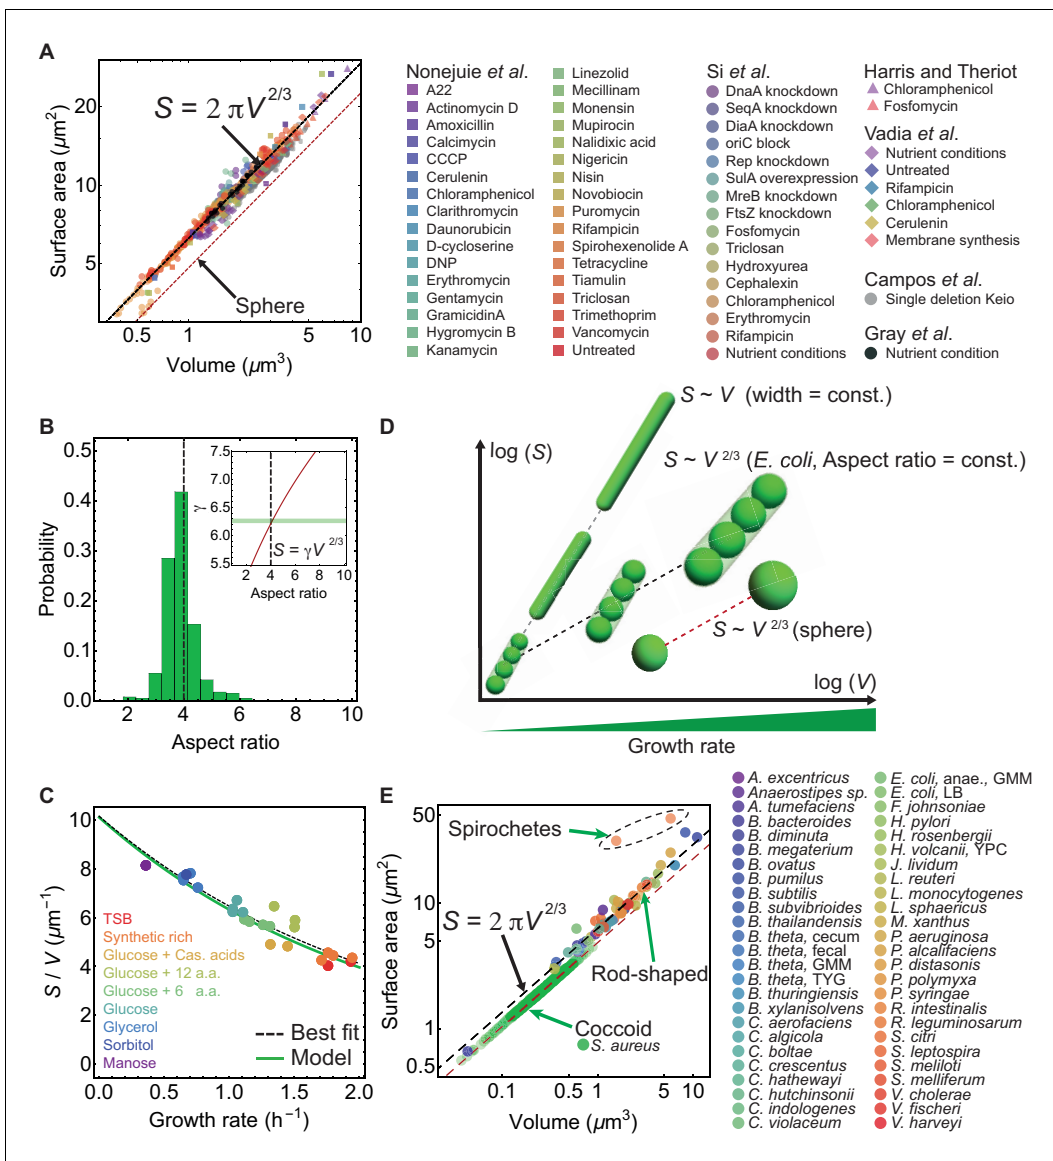 A
S = 2 πV2/3
Sphere
Surface area (µm2)
20
10
5
0.5
1
5
10
Volume (µm3)
Nonejuie et al.
A22
Actinomycin D
Amoxicillin
Calcimycin
CCCP
Cerulenin
Chloramphenicol
Clarithromycin
Daunorubicin
D-cycloserine
DNP
Erythromycin
Gentamycin
GramicidinA
Hygromycin B
Kanamycin
Linezolid
Mecillinam
Monensin
Mupirocin
Nalidixic acid
Nigericin
Nisin
Novobiocin
Puromycin
Rifampicin
Spirohexenolide A
Tetracycline
Tiamulin
Triclosan
Trimethoprim
Vancomycin
Untreated
Si et al.
DnaA knockdown
SeqA knockdown
DiaA knockdown
oriC block
Rep knockdown
SulA overexpression
MreB knockdown
FtsZ knockdown
Fosfomycin
Triclosan
Hydroxyurea
Cephalexin
Chloramphenicol
Erythromycin
Rifampicin
Nutrient conditions
Harris and Theriot
Chloramphenicol
Fosfomycin
Vadia et al.
Nutrient conditions
Untreated
Rifampicin
Chloramphenicol
Cerulenin
Membrane synthesis
Campos et al.
Single deletion Keio
Gray et al.
Nutrient condition
B
Probability
0.5
0.4
0.3
0.2
0.1
0.0
2
4
6
8
10
Aspect ratio
γ
7.5
7.0
6.5
6.0
5.5
2
4
6
8
10
S = γV 2/3
Aspect ratio
D
log (S)
S ~ V (width = const.)
S ~ V 2/3 (E. coli, Aspect ratio = const.)
S ~ V 2/3 (sphere)
log (V)
Growth rate
C
S / V (µm−1)
10
8
6
4
2
0
TSB
Synthetic rich
Glucose + Cas. acids
Glucose + 12 a.a.
Glucose + 6 a.a.
Glucose
Glycerol
Sorbitol
Manose
Best fit
Model
0.0
0.5
1.0
1.5
2.0
Growth rate (h−1)
E
Surface area (µm2)
50
10
5
1
0.5
Spirochetes
S = 2 πV2/3
Rod-shaped
Coccoid
S. aureus
0.1
0.5
1
5
10
Volume (µm3)
A. excentricus
Anaerostipes sp.
A. tumefaciens
B. bacteroides
B. diminuta
B. megaterium
B. ovatus
B. pumilus
B. subtilis
B. subvibrioides
B. thailandensis
B. theta, cecum
B. theta, fecal
B. theta, GMM
B. theta, TYG
B. thuringiensis
B. xylanisolvens
C. aerofaciens
C. algicola
C. boltae
C. crescentus
C. hathewayi
C. hutchinsonii
C. indologenes
C. violaceum
E. coli, anae., GMM
E. coli, LB
F. johnsoniae
H. pylori
H. rosenbergii
H. volcanii, YPC
J. lividum
L. reuteri
L. monocytogenes
L. sphaericus
M. xanthus
P. aeruginosa
P. alcalifaciens
P. distasonis
P. polymyxa
P. syringae
R. intestinalis
R. leguminosarum
S. citri
S. leptospira
S. meliloti
S. melliferum
V. cholerae
V. fischeri
V. harveyi